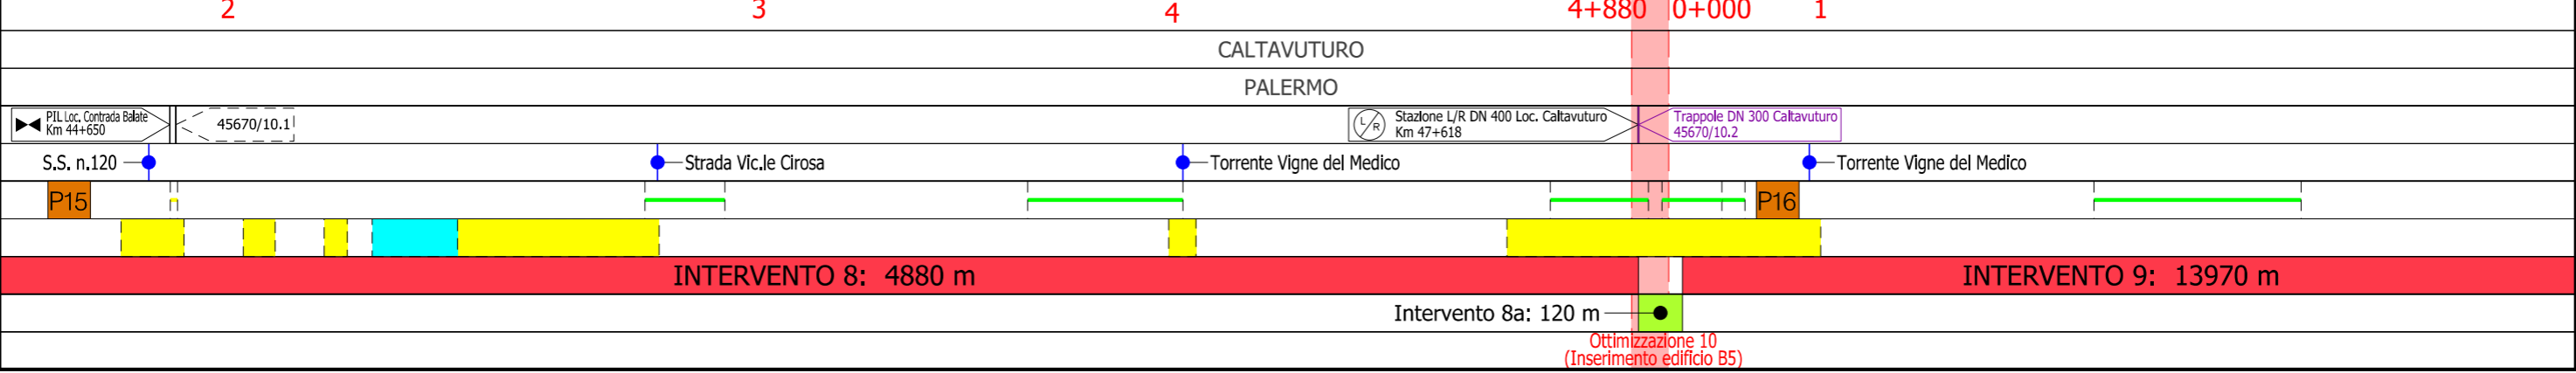 2 3 4 4+880 0+000 1
CALTAVUTURO
PALERMO
PIL Loc. Contrada Balate
Km 44+650
45670/10.1
L/R
Stazione L/R DN 400 Loc. Caltavuturo
Km 47+618
Trappole DN 300 Caltavuturo
45670/10.2
S.S. n.120
Strada Vic.le Cirosa
Torrente Vigne del Medico
Torrente Vigne del Medico
P15
P16
INTERVENTO 8: 4880 m
INTERVENTO 9: 13970 m
Intervento 8a: 120 m
Ottimizzazione 10
(Inserimento edificio B5)